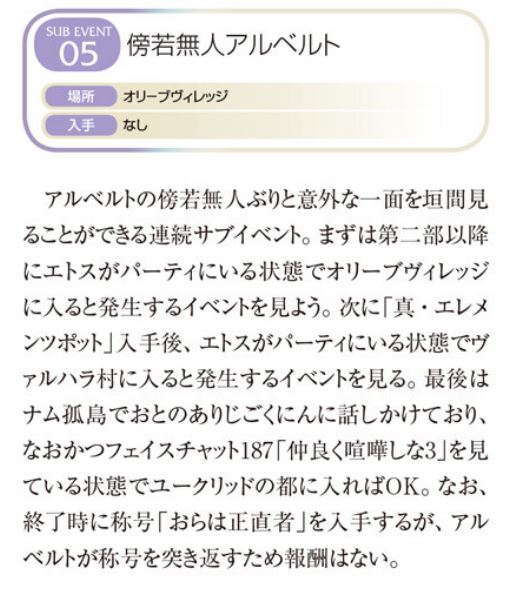 SUB EVENT
05
傍若無人アルベルト
場所 オリーブヴィレッジ
入手 なし
アルベルトの傍若無人ぶりと意外な一面を垣間見
ることができる連続サブイベント。まずは第二部以降
にエトスがパーティにいる状態でオリーブヴィレッジ
に入ると発生するイベントを見よう。次に「真・エレメ
ンツポット」入手後、エトスがパーティにいる状態でヴ
ァルハラ村に入ると発生するイベントを見る。最後は
ナム孤島でおとのありじごくにんに話しかけており、
なおかつフェイスチャット187「仲良く喧嘩しな3」を見
ている状態でユークリッドの都に入ればOK。なお、
終了時に称号「おらは正直者」を入手するが、アル
ベルトが称号を突き返すため報酬はない。